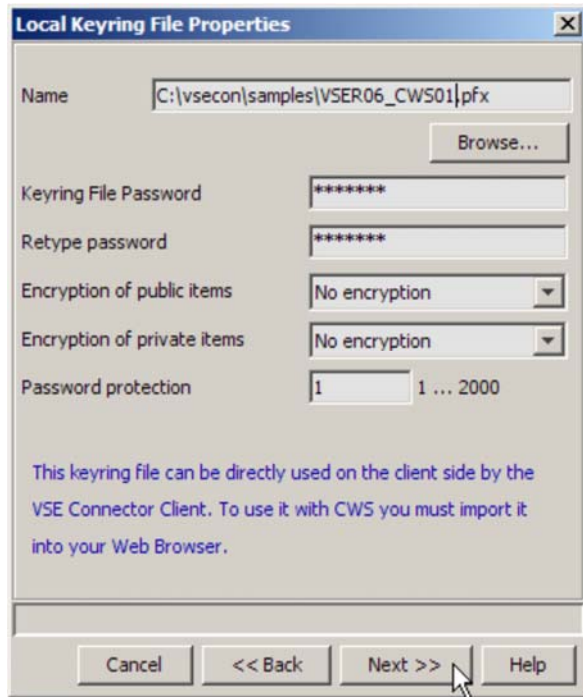 Local Keyring File Properties
Name C:\vsecon\samples\VSER06_CWS01.pfx
Browse...
Keyring File Password *******
Retype password *******
Encryption of public items No encryption
Encryption of private items No encryption
Password protection 1 1 ... 2000
This keyring file can be directly used on the client side by the
VSE Connector Client. To use it with CWS you must import it
into your Web Browser.
Cancel << Back Next >> Help